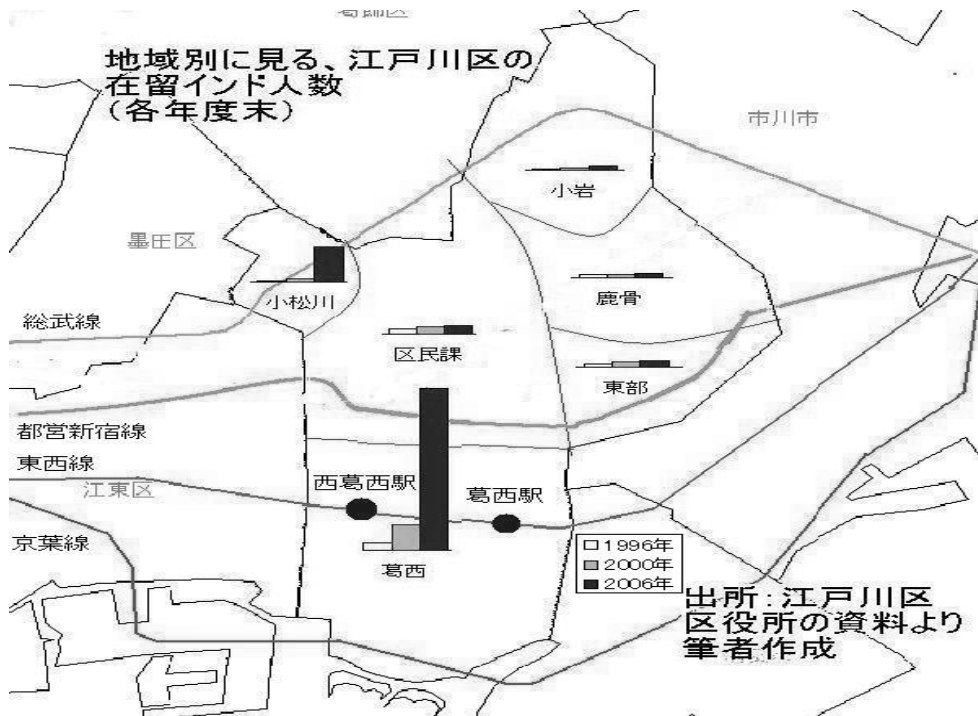 葛飾区
地域別に見る、江戸川区の
在留インド人数
（各年度末）
市川市
小岩
墨田区
小松川
鹿骨
総武線
区民課
東部
都営新宿線
東西線
西葛西駅
葛西駅
江東区
京葉線
葛西
□1996年
■2000年
■2006年
出所：江戸川区
区役所の資料より
筆者作成